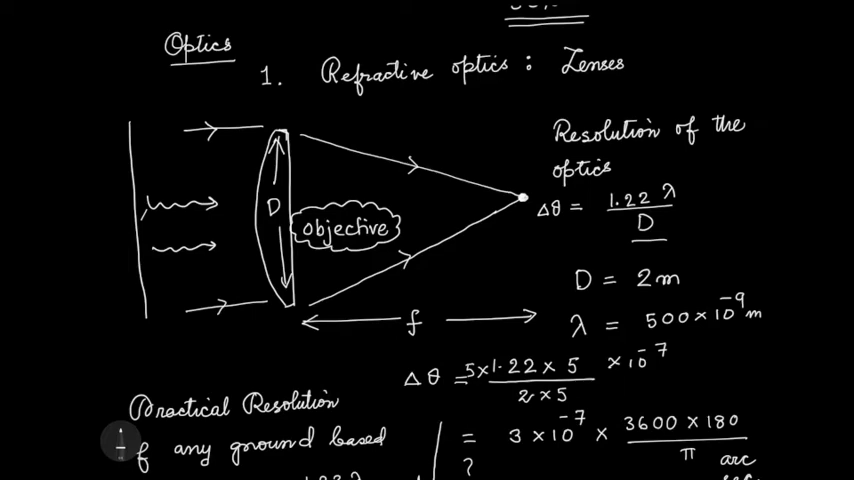 Optics
1. Refractive optics : Lenses
Resolution of the
optics
Δθ = 1.22 λ / D
D
objective
D = 2m
λ = 500 × 10⁻⁹ m
f
Δθ = 5×1.22 × 5 / 2 × 5 × 10⁻⁷
Practical Resolution
of any ground based
= 3 × 10⁻⁷ × 3600 × 180 / π arc
?